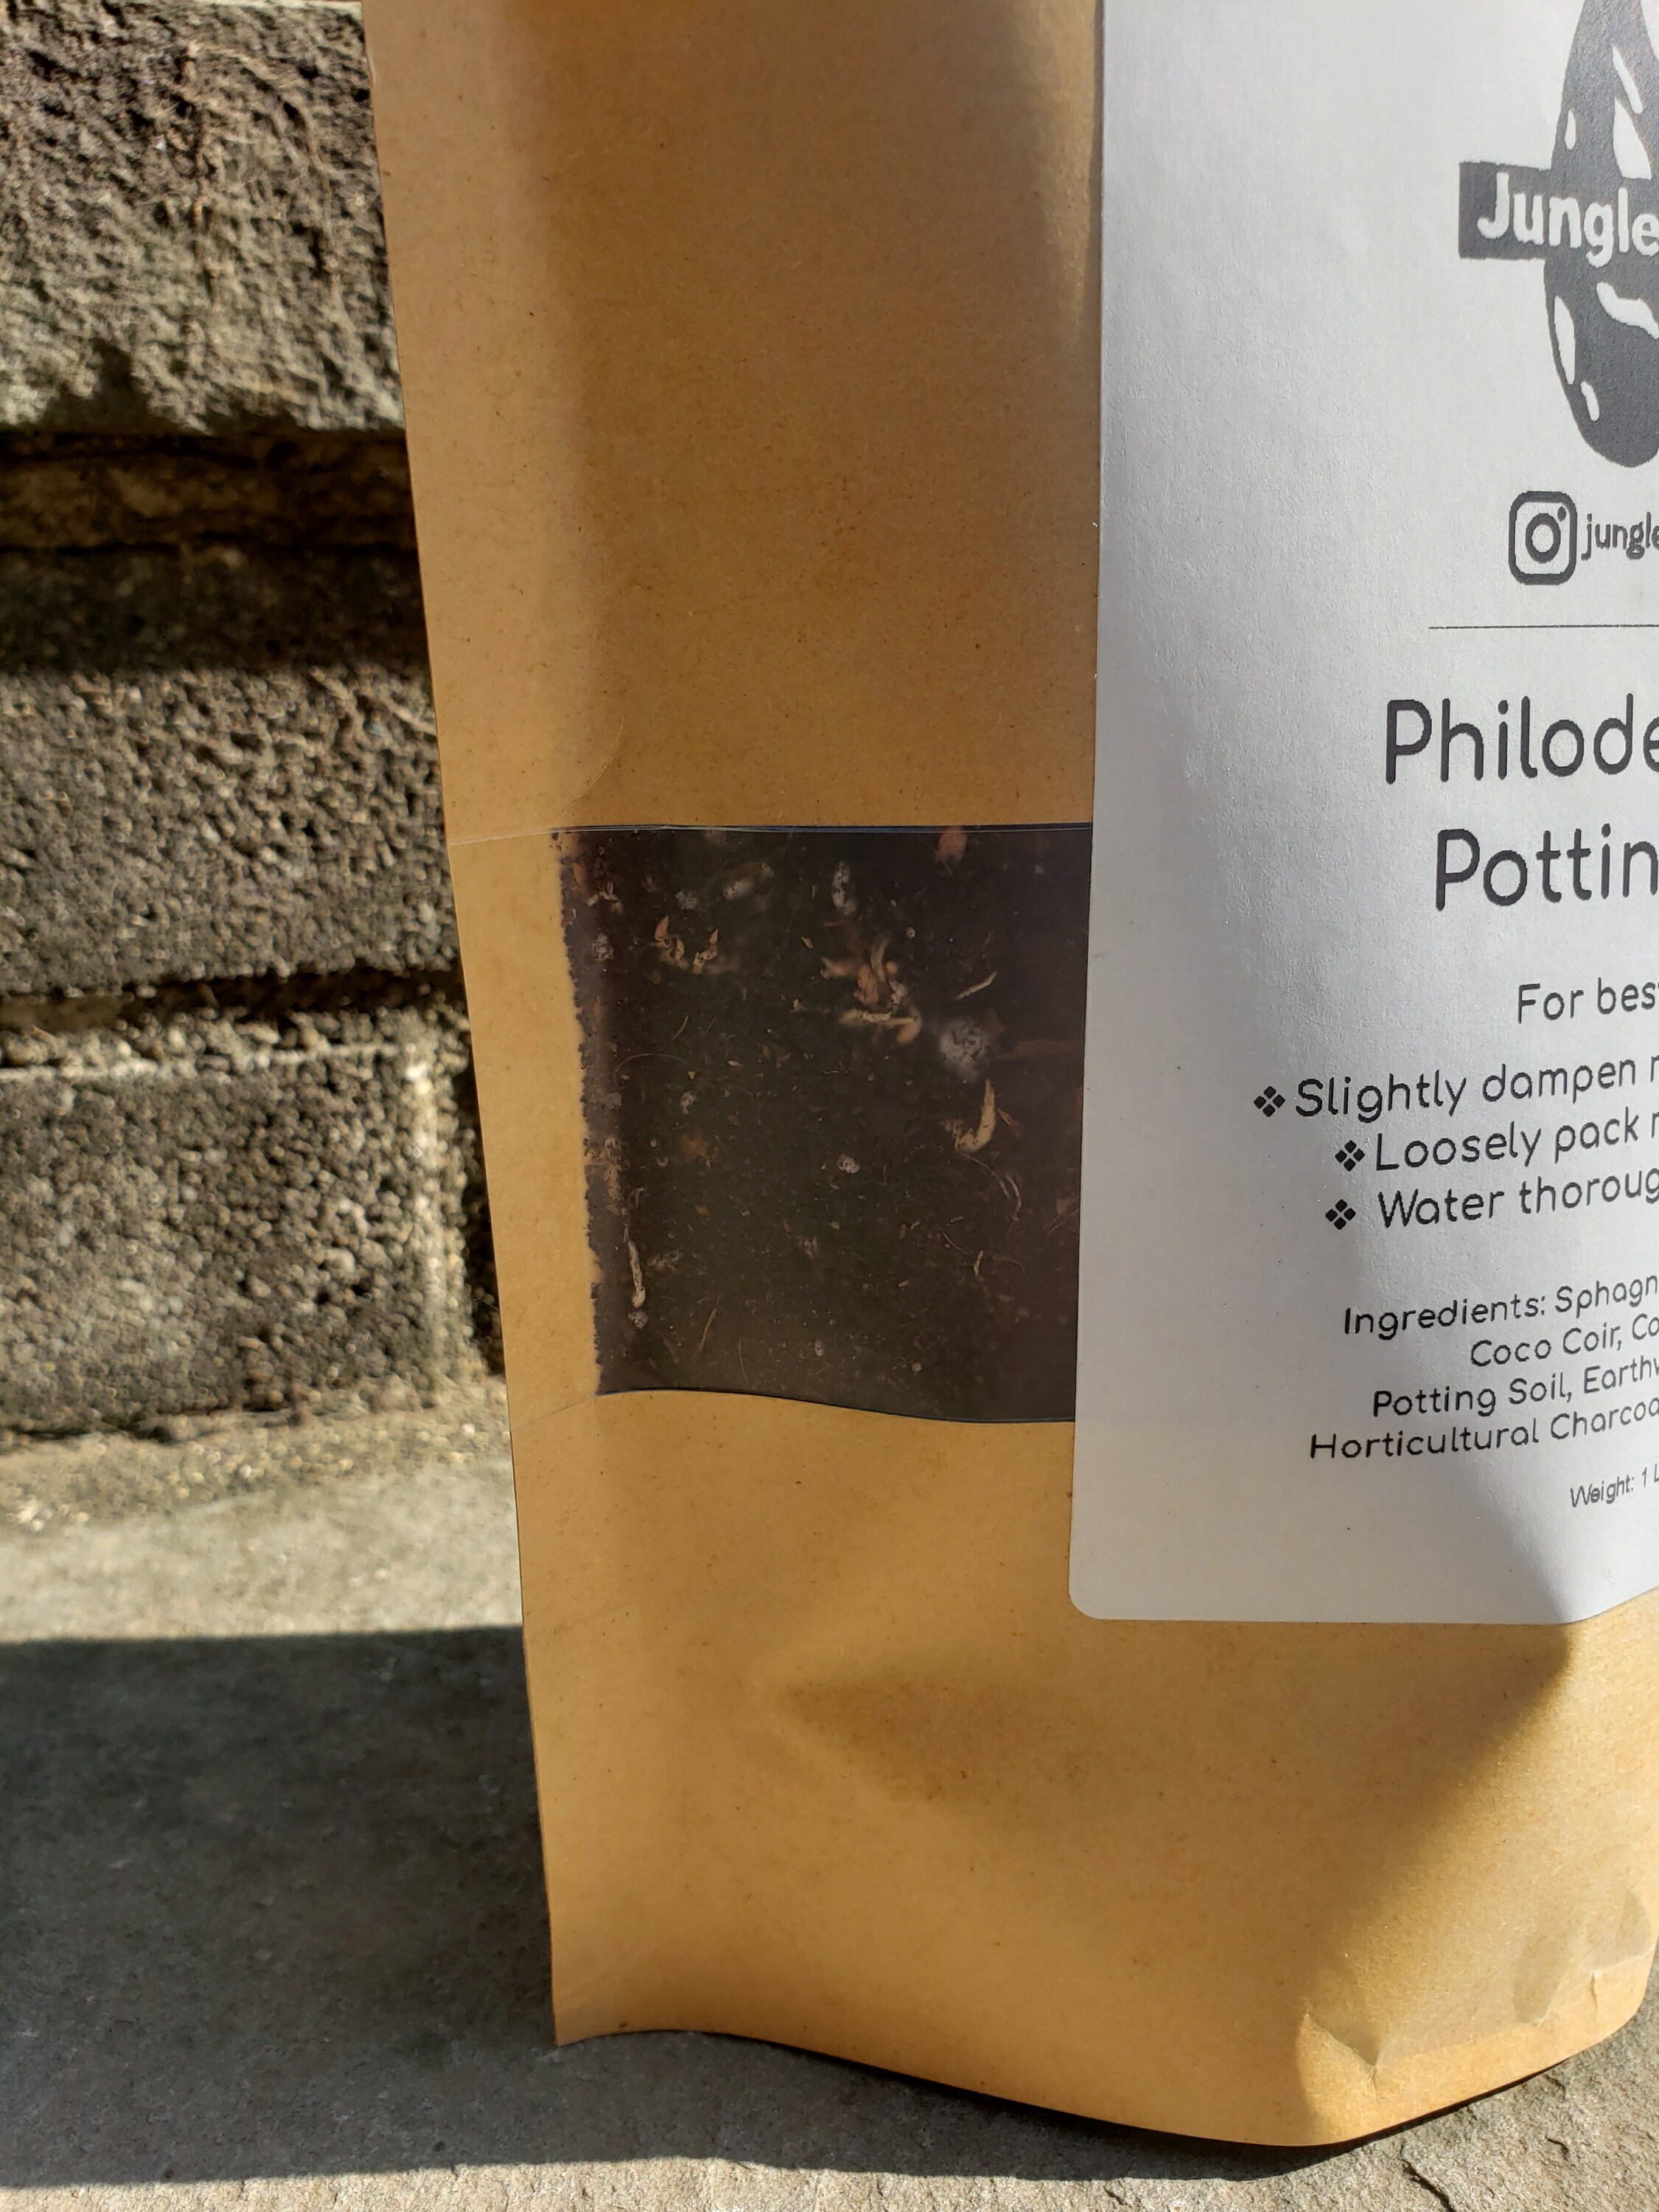 Jungle
jungle
Philode
Pottin
For bes
❖ Slightly dampen
❖ Loosely pack
❖ Water thoroug
Ingredients: Sphagn
Coco Coir, Co
Potting Soil, Earthw
Horticultural Charcoa
Weight: 1 L